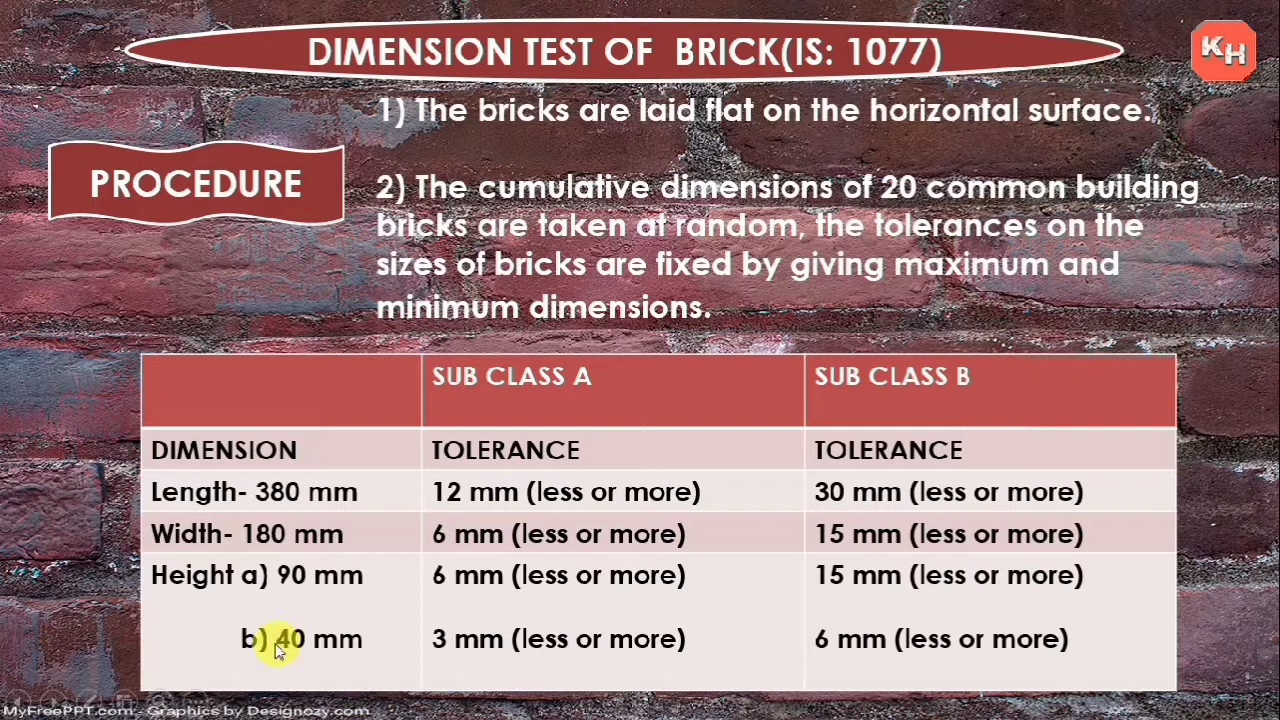 DIMENSION TEST OF BRICK(IS: 1077)
KH
1) The bricks are laid flat on the horizontal surface.
PROCEDURE
2) The cumulative dimensions of 20 common building
bricks are taken at random, the tolerances on the
sizes of bricks are fixed by giving maximum and
minimum dimensions.
SUB CLASS A SUB CLASS B
DIMENSION TOLERANCE TOLERANCE
Length- 380 mm 12 mm (less or more) 30 mm (less or more)
Width- 180 mm 6 mm (less or more) 15 mm (less or more)
Height a) 90 mm 6 mm (less or more) 15 mm (less or more)
b) 40 mm 3 mm (less or more) 6 mm (less or more)
MyFreePPT.com - Graphics by Designozy.com